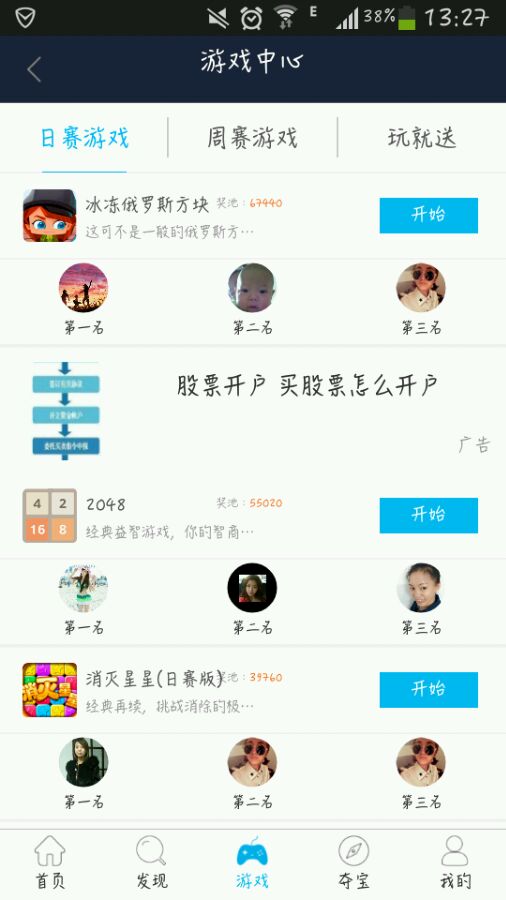 E 38% 13:27
游戏中心
日赛游戏 周赛游戏 玩就送
冰冻俄罗斯方块 奖池：67440 开始
这可不是一般的俄罗斯方…
第一名 第二名 第三名
股票开户 买股票怎么开户
广告
4 2
16 8
2048 奖池：55020 开始
经典益智游戏，你的智商…
第一名 第二名 第三名
消灭星星
消灭星星(日赛版) 奖池：39760 开始
经典再续，挑战消除的极…
第一名 第二名 第三名
首页 发现 游戏 夺宝 我的